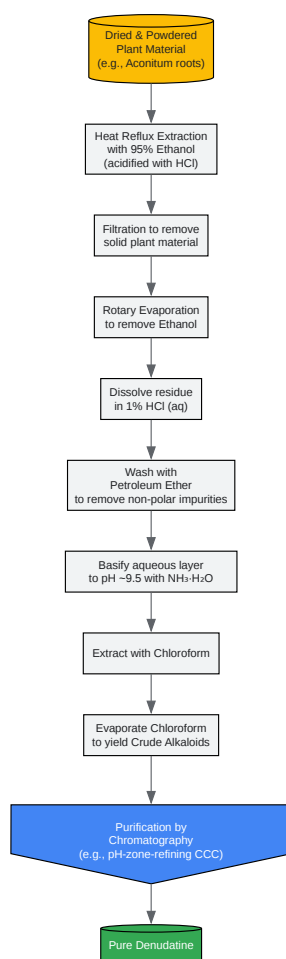 Dried & Powdered
Plant Material
(e.g., Aconitum roots)
Heat Reflux Extraction
with 95% Ethanol
(acidified with HCl)
Filtration to remove
solid plant material
Rotary Evaporation
to remove Ethanol
Dissolve residue
in 1% HCl (aq)
Wash with
Petroleum Ether
to remove non-polar impurities
Basify aqueous layer
to pH ~9.5 with NH₃·H₂O
Extract with Chloroform
Evaporate Chloroform
to yield Crude Alkaloids
Purification by
Chromatography
(e.g., pH-zone-refining CCC)
Pure Denudatine